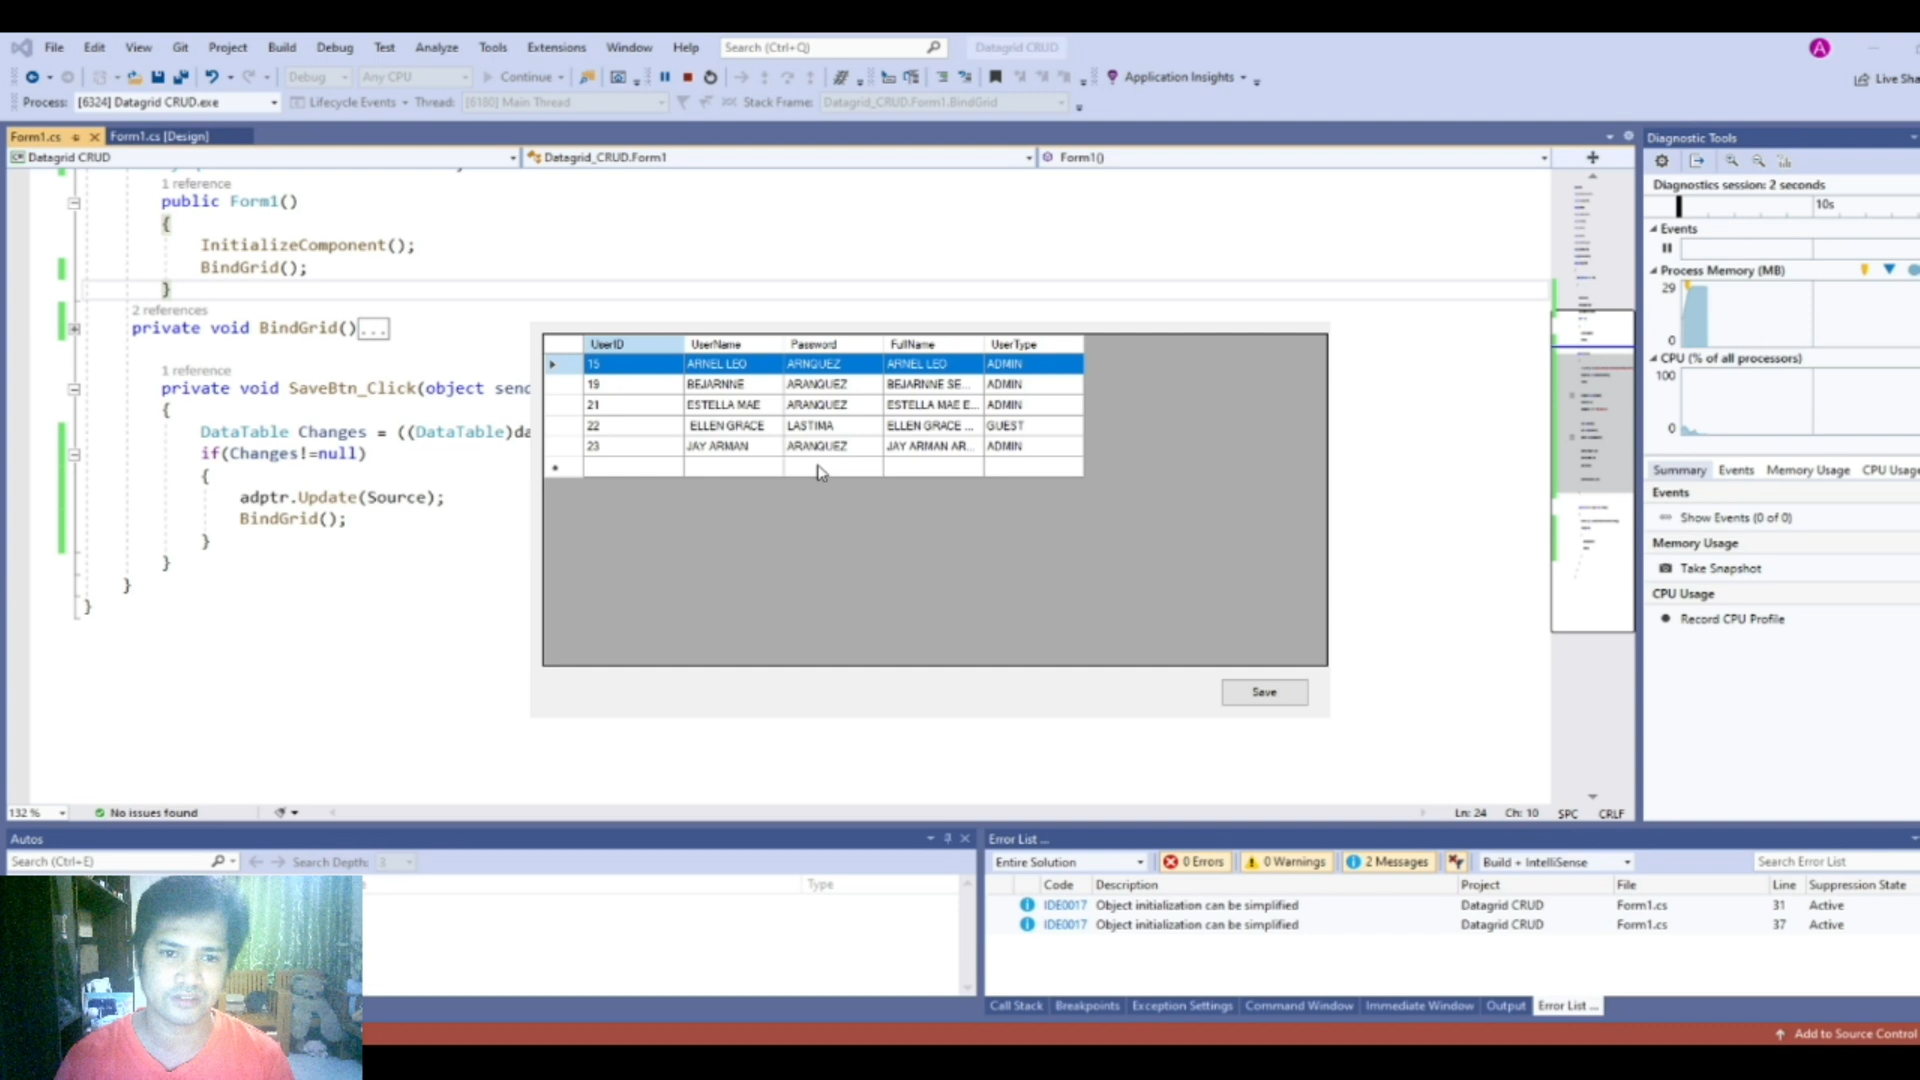 File Edit View Git Project Build Debug Test Analyze Tools Extensions Window Help Search (Ctrl+Q) Datagrid CRUD A
Debug Any CPU Continue Application Insights Live Sha
Process: [6324] Datagrid CRUD.exe Lifecycle Events Thread: [6180] Main Thread Stack Frame: Datagrid_CRUD.Form1.BindGrid
Form1.cs Form1.cs [Design]
Datagrid CRUD Datagrid_CRUD.Form1 Form1()
1 reference
public Form1()
{
InitializeComponent();
BindGrid();
}
2 references
private void BindGrid()...
1 reference
private void SaveBtn_Click(object senc
{
DataTable Changes = ((DataTable)da
if(Changes!=null)
{
adptr.Update(Source);
BindGrid();
}
}
}
}
UserID UserName Password FullName UserType
15 ARNEL LEO ARNQUEZ ARNEL LEO ADMIN
19 BEJARNNE ARANQUEZ BEJARNNE SE... ADMIN
21 ESTELLA MAE ARANQUEZ ESTELLA MAE E... ADMIN
22 ELLEN GRACE LASTIMA ELLEN GRACE ... GUEST
23 JAY ARMAN ARANQUEZ JAY ARMAN AR... ADMIN
*
Save
Diagnostic Tools
Diagnostics session: 2 seconds
10s
Events
Process Memory (MB)
29
0
CPU (% of all processors)
100
0
Summary Events Memory Usage CPU Usage
Events
Show Events (0 of 0)
Memory Usage
Take Snapshot
CPU Usage
Record CPU Profile
132 % No issues found Ln: 24 Ch: 10 SPC CRLF
Autos
Search (Ctrl+E) Search Depth: 3
Type
Error List ...
Entire Solution 0 Errors 0 Warnings 2 Messages Build + IntelliSense Search Error List
Code Description Project File Line Suppression State
IDE0017 Object initialization can be simplified Datagrid CRUD Form1.cs 31 Active
IDE0017 Object initialization can be simplified Datagrid CRUD Form1.cs 37 Active
Call Stack Breakpoints Exception Settings Command Window Immediate Window Output Error List ...
Add to Source Control